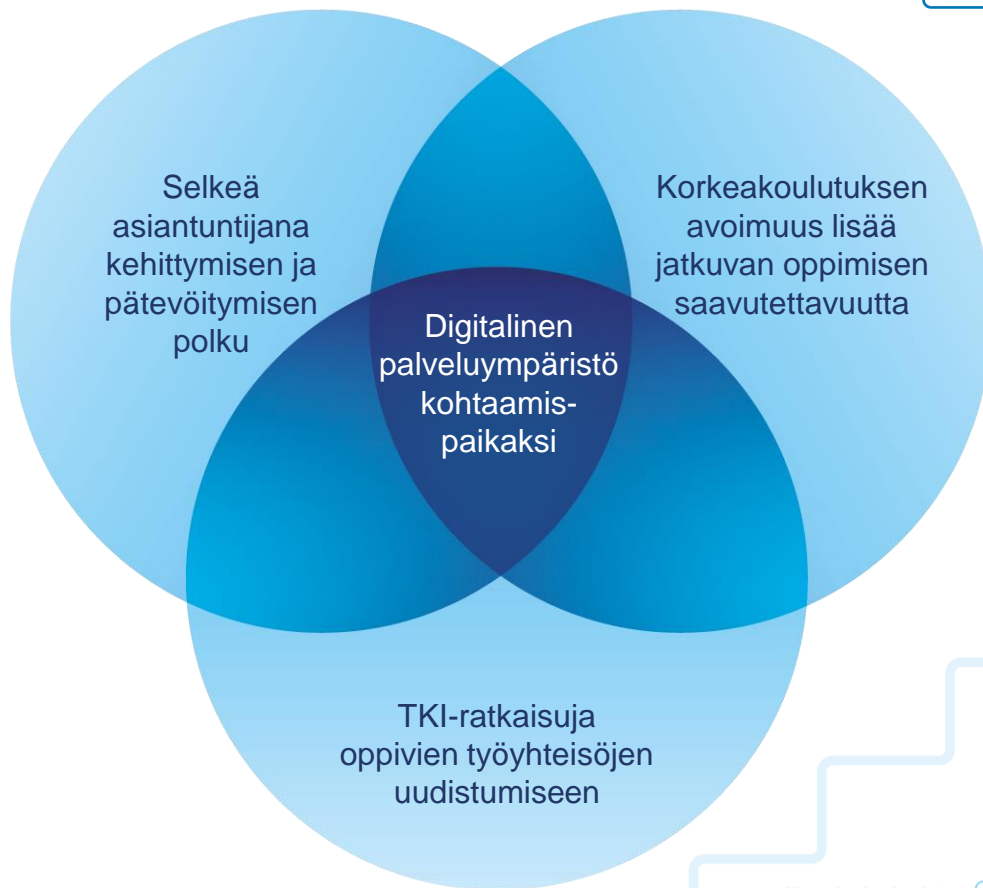 Selkeä
asiantuntijana
kehittymisen ja
pätevöitymisen
polku
Korkeakoulutuksen
avoimuus lisää
jatkuvan oppimisen
saavutettavuutta
Digitalinen
palveluympäristö
kohtaamis-
paikaksi
TKI-ratkaisuja
oppivien työyhteisöjen
uudistumiseen